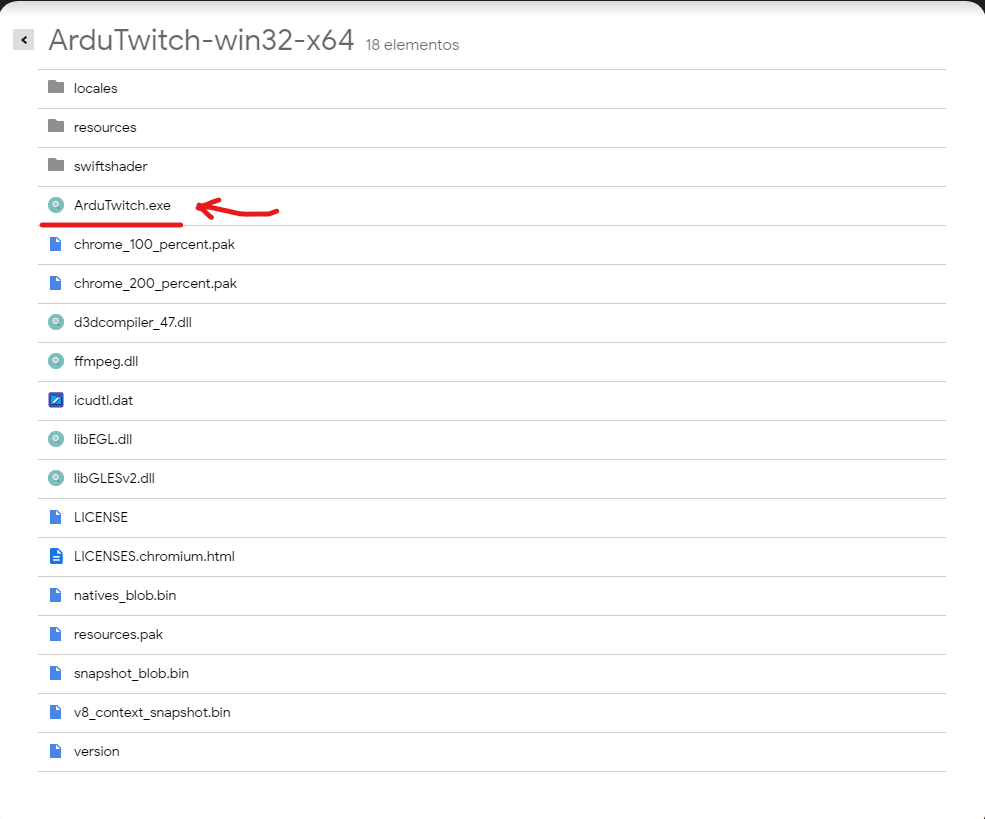 ArduTwitch-win32-x64 18 elementos
locales
resources
swiftshader
ArduTwitch.exe
chrome_100_percent.pak
chrome_200_percent.pak
d3dcompiler_47.dll
ffmpeg.dll
icudtl.dat
libEGL.dll
libGLESv2.dll
LICENSE
LICENSES.chromium.html
natives_blob.bin
resources.pak
snapshot_blob.bin
v8_context_snapshot.bin
version